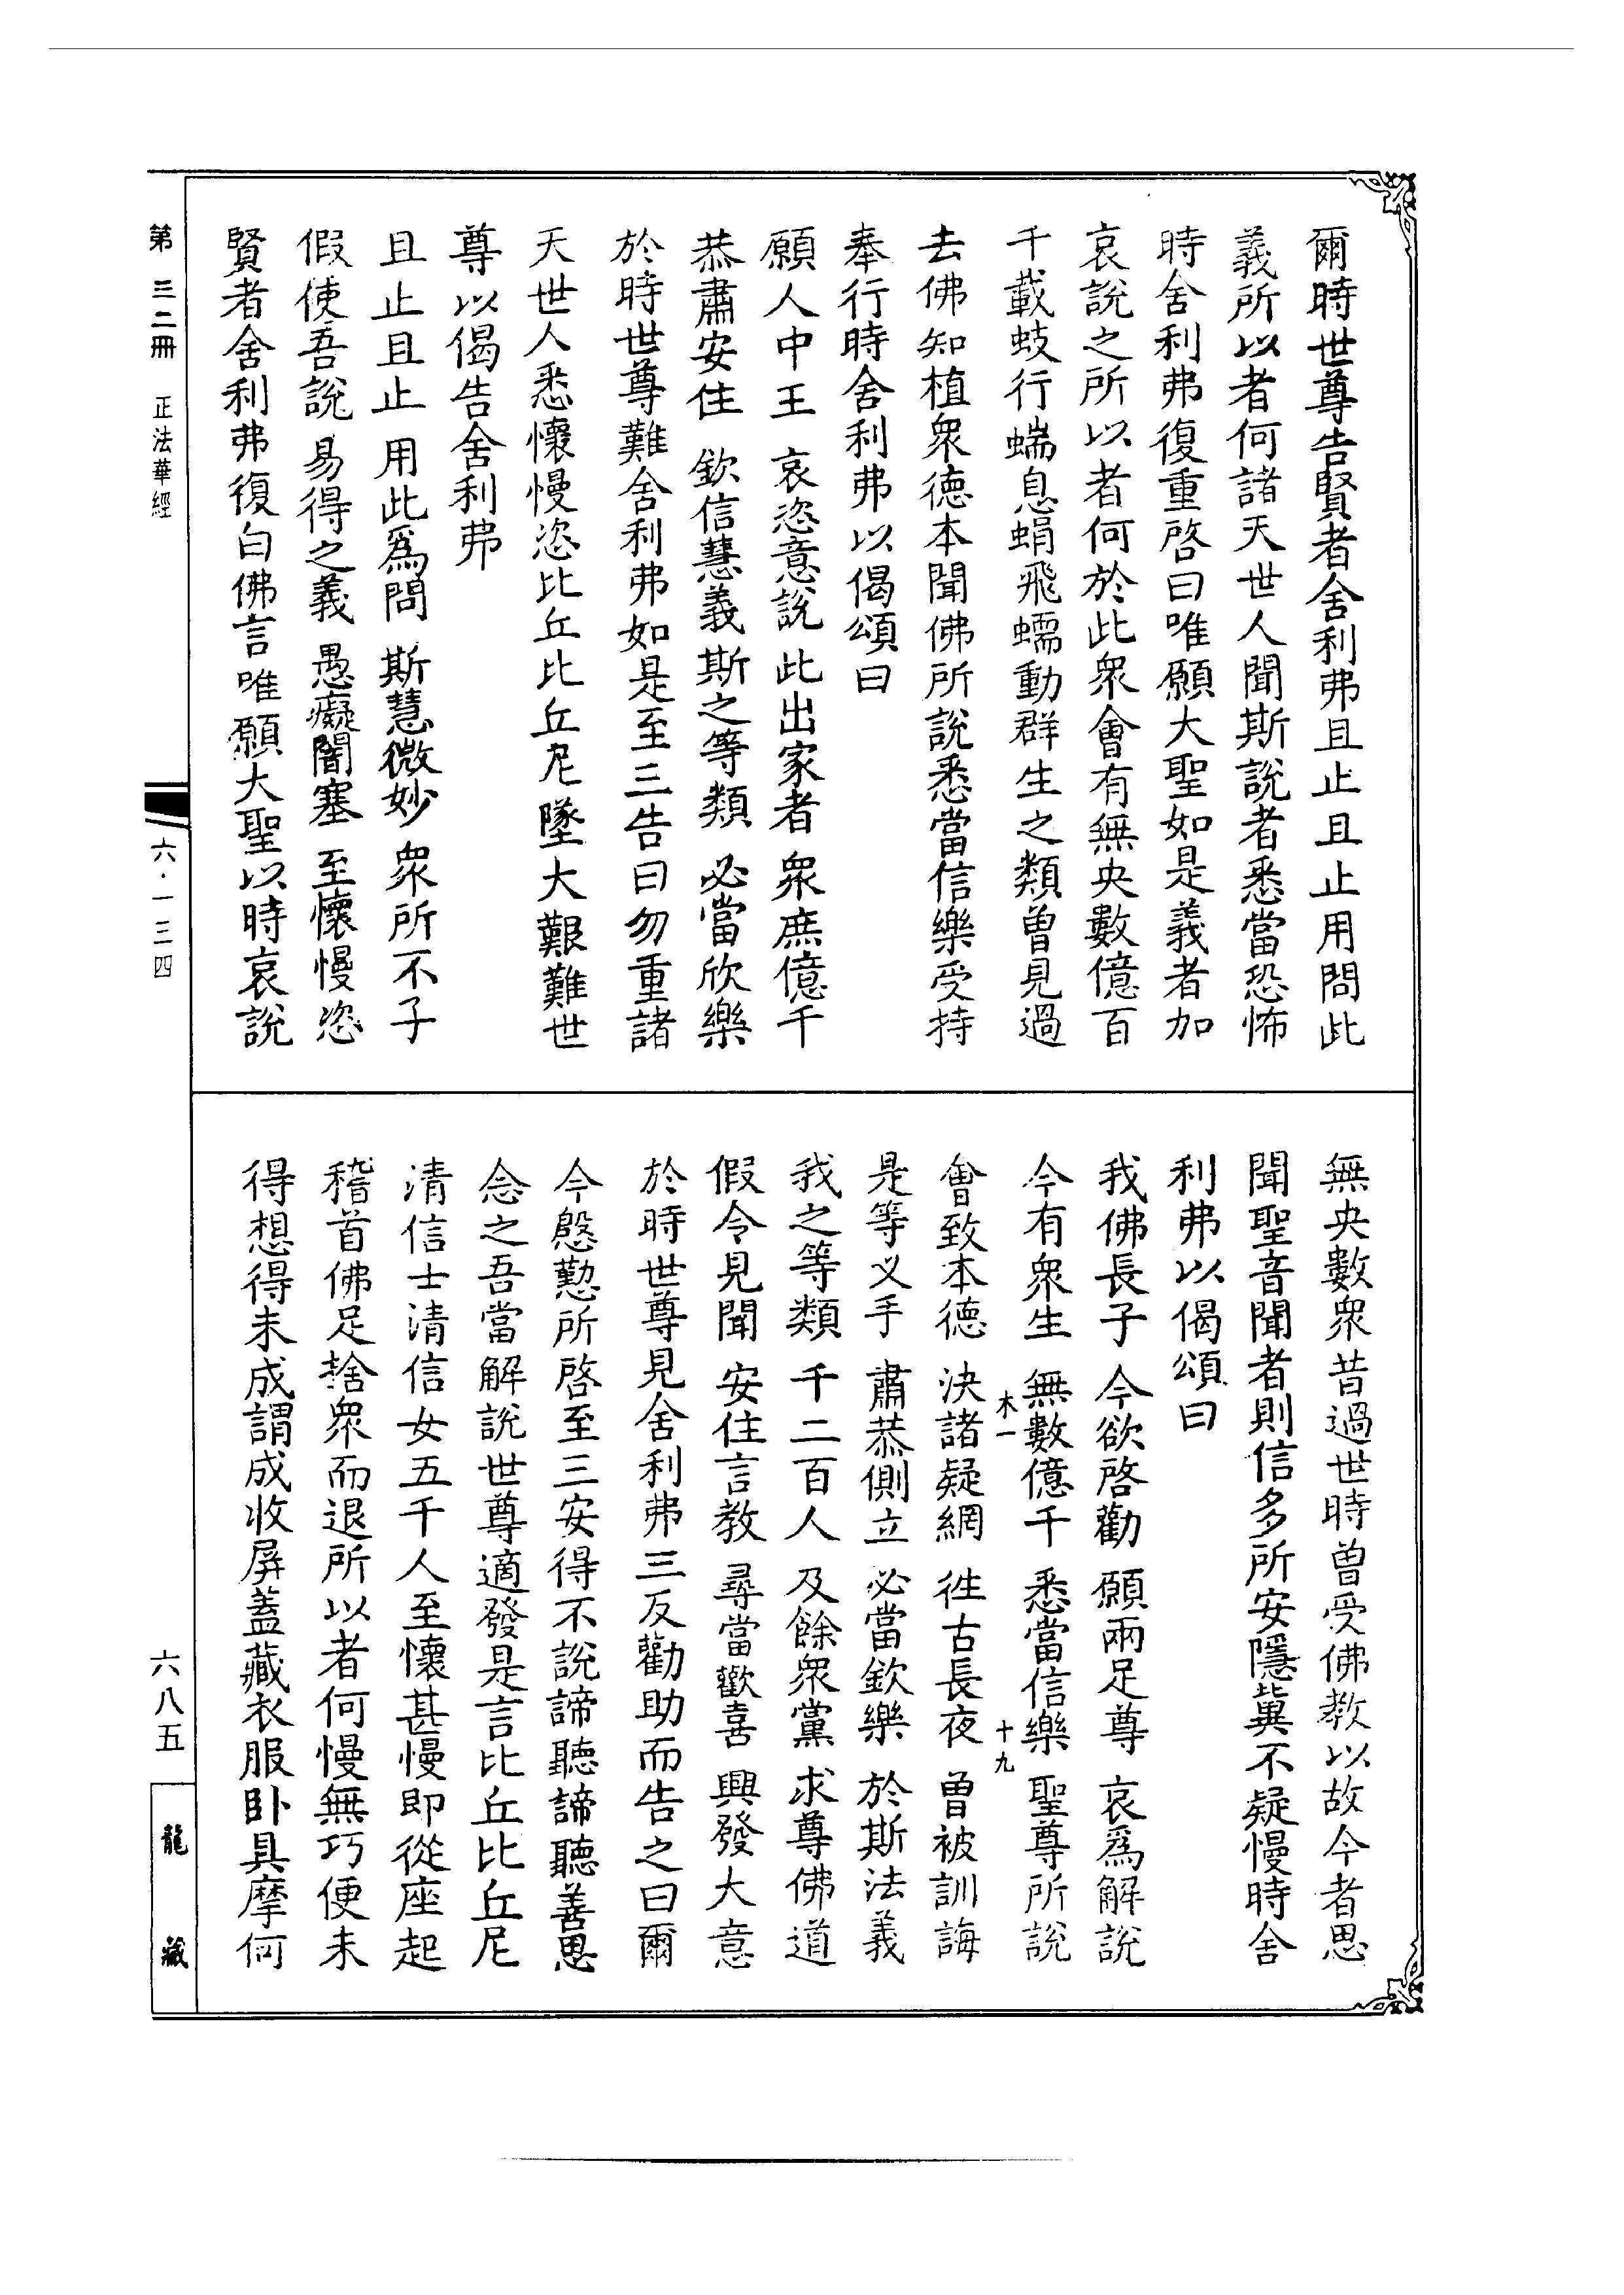 爾時世尊告賢者舍利弗且止且止用問此
義所以者何諸天世人聞斯說者悉當恐怖
時舍利弗復重啓曰唯願大聖如是義者加
哀說之所以者何於此衆會有無央數億百
千載蚑行蠕息蜎飛蠕動群生之類曾見過
去佛知植衆德本聞佛所說悉當信樂受持
奉行時舍利弗以偈頌曰
願人中王 哀恣意說 此出家者 衆庶億千
恭肅安住 欽信慧義 斯之等類 必當欣樂
於時世尊難舍利弗如是至三告曰勿重諸
天世人悉懷慢恣比丘比丘尼墜大艱難世
尊以偈告舍利弗
且止且止 用此爲問 斯慧微妙 衆所不孑
假使吾說 易得之義 愚癡闇塞 至懷慢恣
賢者舍利弗復白佛言唯願大聖以時哀說
無央數衆昔過世時曾受佛教以故今者思
聞聖音聞者則信多所安隱冀不疑慢時舍
利弗以偈頌曰
我佛長子 今欲啓勸 願兩足尊 哀爲解說
今有衆生 無數億千 悉當信樂 聖尊所說
木一 十九
會致本德 決諸疑網 往古長夜 曾被訓誨
是等义手 肅恭側立 必當欽樂 於斯法義
我之等類 千二百人 及餘衆黨 求尊佛道
假令見聞 安住言教 尋當歡喜 興發大意
於時世尊見舍利弗三反勸助而告之曰爾
今慇懃所啓至三安得不說諦聽諦聽善思
念之吾當解說世尊適發是言比丘比丘尼
清信士清信女五千人至懷甚慢即從座起
稽首佛足捨衆而退所以者何慢無巧便未
得想得未成謂成收屏蓋藏衣服卧具摩何
第三二冊 正法華經
六·一三四
六八五
龍藏